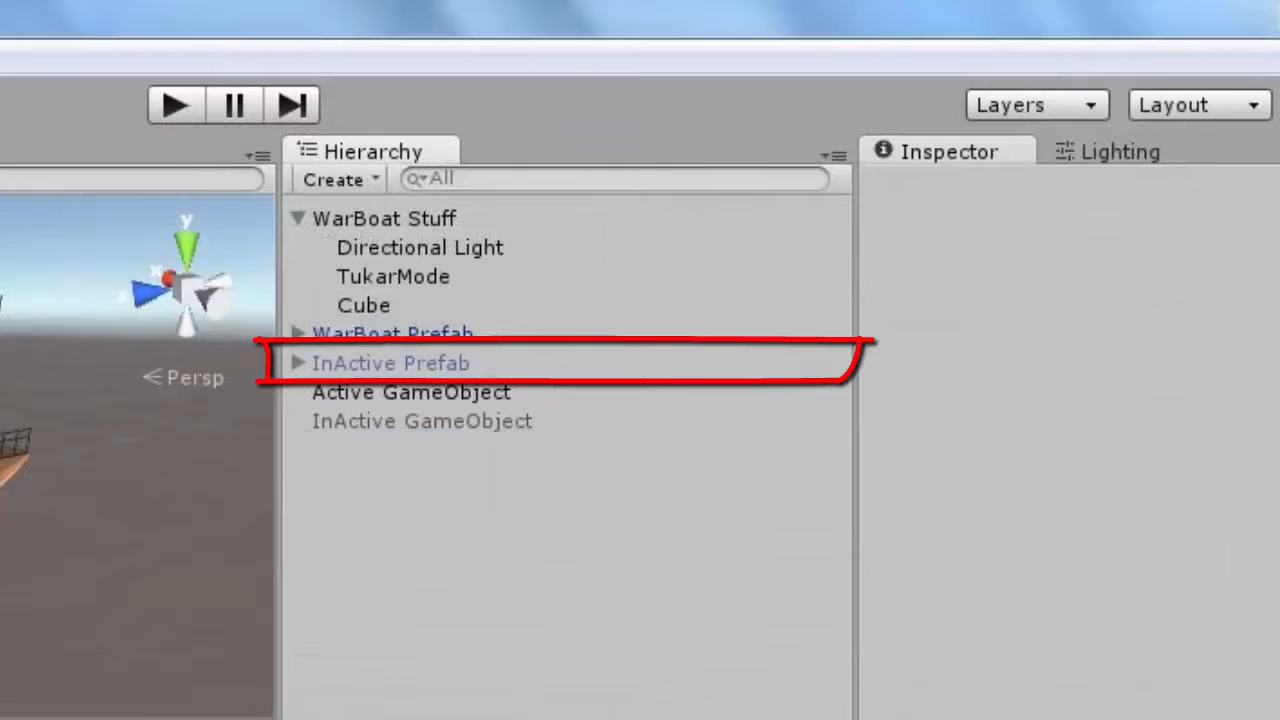 Layers
Layout
Hierarchy
Inspector
Lighting
Create
All
WarBoat Stuff
Directional Light
TukarMode
Cube
WarBoat Prefab
InActive Prefab
Active GameObject
InActive GameObject
y
x
Persp